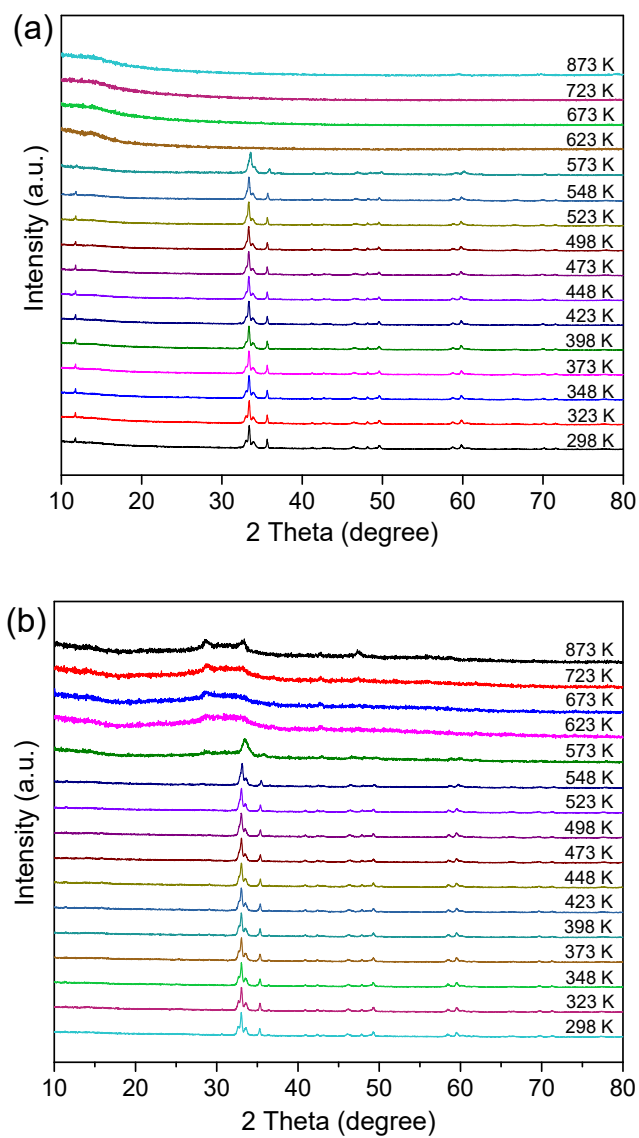 (a)
873 K
723 K
673 K
623 K
573 K
548 K
523 K
498 K
473 K
448 K
423 K
398 K
373 K
348 K
323 K
298 K
Intensity (a.u.)
10 20 30 40 50 60 70 80
2 Theta (degree)
(b)
873 K
723 K
673 K
623 K
573 K
548 K
523 K
498 K
473 K
448 K
423 K
398 K
373 K
348 K
323 K
298 K
Intensity (a.u.)
10 20 30 40 50 60 70 80
2 Theta (degree)